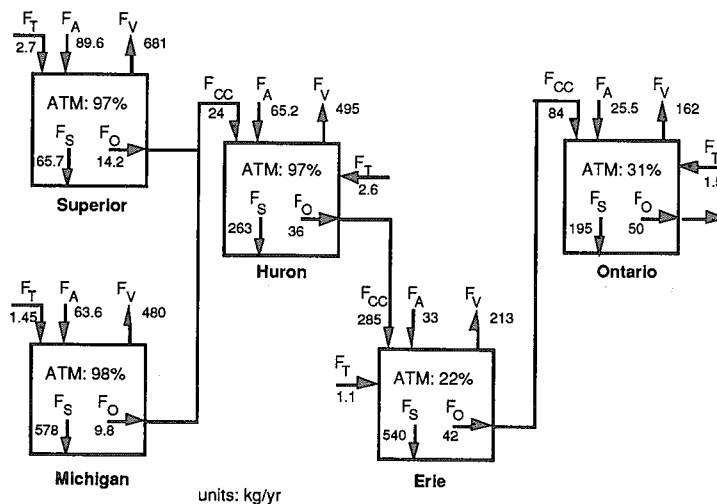 F_T
2.7
F_A
89.6
F_V
681
ATM: 97%
F_S
65.7
F_O
14.2
Superior
F_CC
24
F_A
65.2
F_V
495
ATM: 97%
F_T
2.6
F_S
263
F_O
36
Huron
F_CC
84
F_A
25.5
F_V
162
ATM: 31%
F_T
F_S
195
F_O
50
Ontario
F_T
1.45
F_A
63.6
F_V
480
ATM: 98%
F_S
578
F_O
9.8
Michigan
F_CC
285
F_A
33
F_V
213
F_T
1.1
ATM: 22%
F_S
540
F_O
42
Erie
units: kg/yr